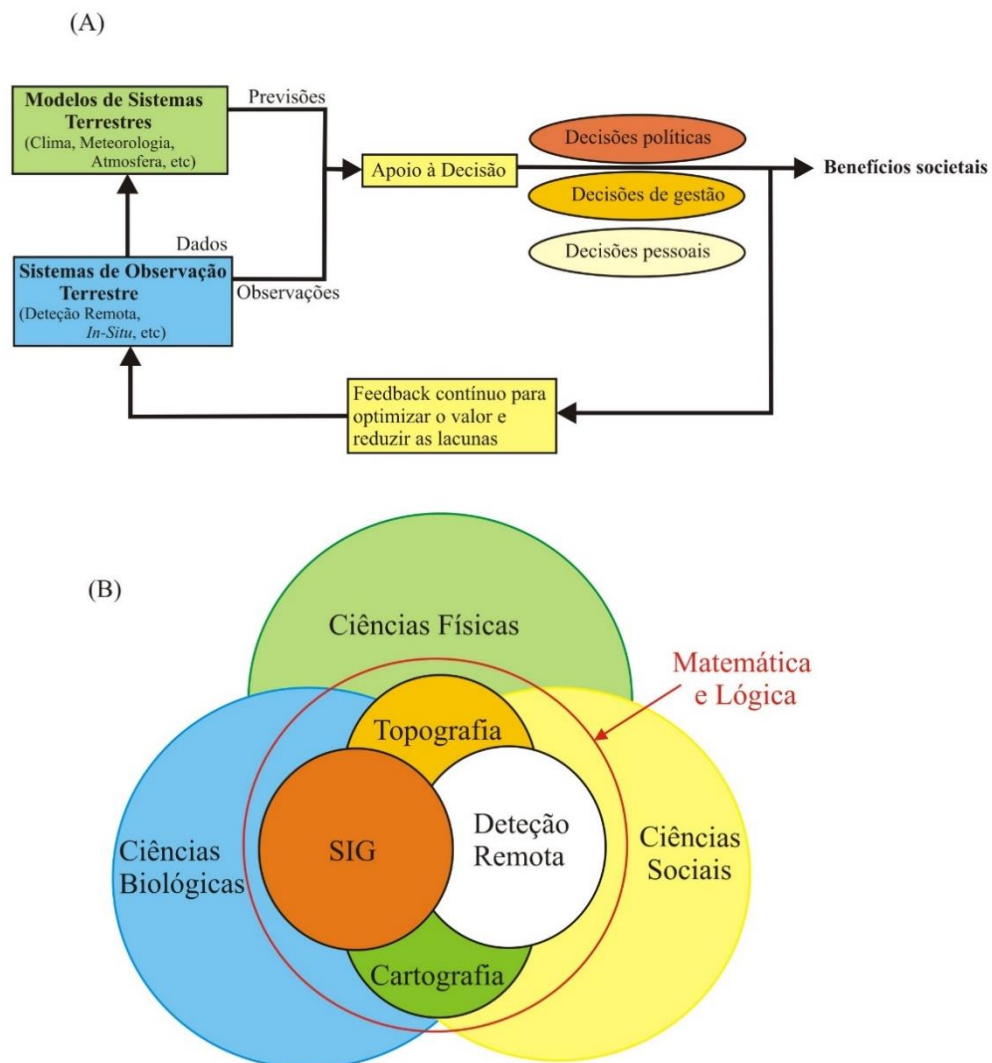 (A)
Modelos de Sistemas
Terrestres
(Clima, Meteorologia,
Atmosfera, etc)
Previsões
Apoio à Decisão
Decisões políticas
Decisões de gestão
Decisões pessoais
Benefícios societais
Dados
Sistemas de Observação
Terrestre
(Deteção Remota,
In-Situ, etc)
Observações
Feedback contínuo para
optimizar o valor e
reduzir as lacunas
(B)
Ciências Físicas
Matemática
e Lógica
Topografia
Ciências
Biológicas
SIG
Deteção
Remota
Ciências
Sociais
Cartografia